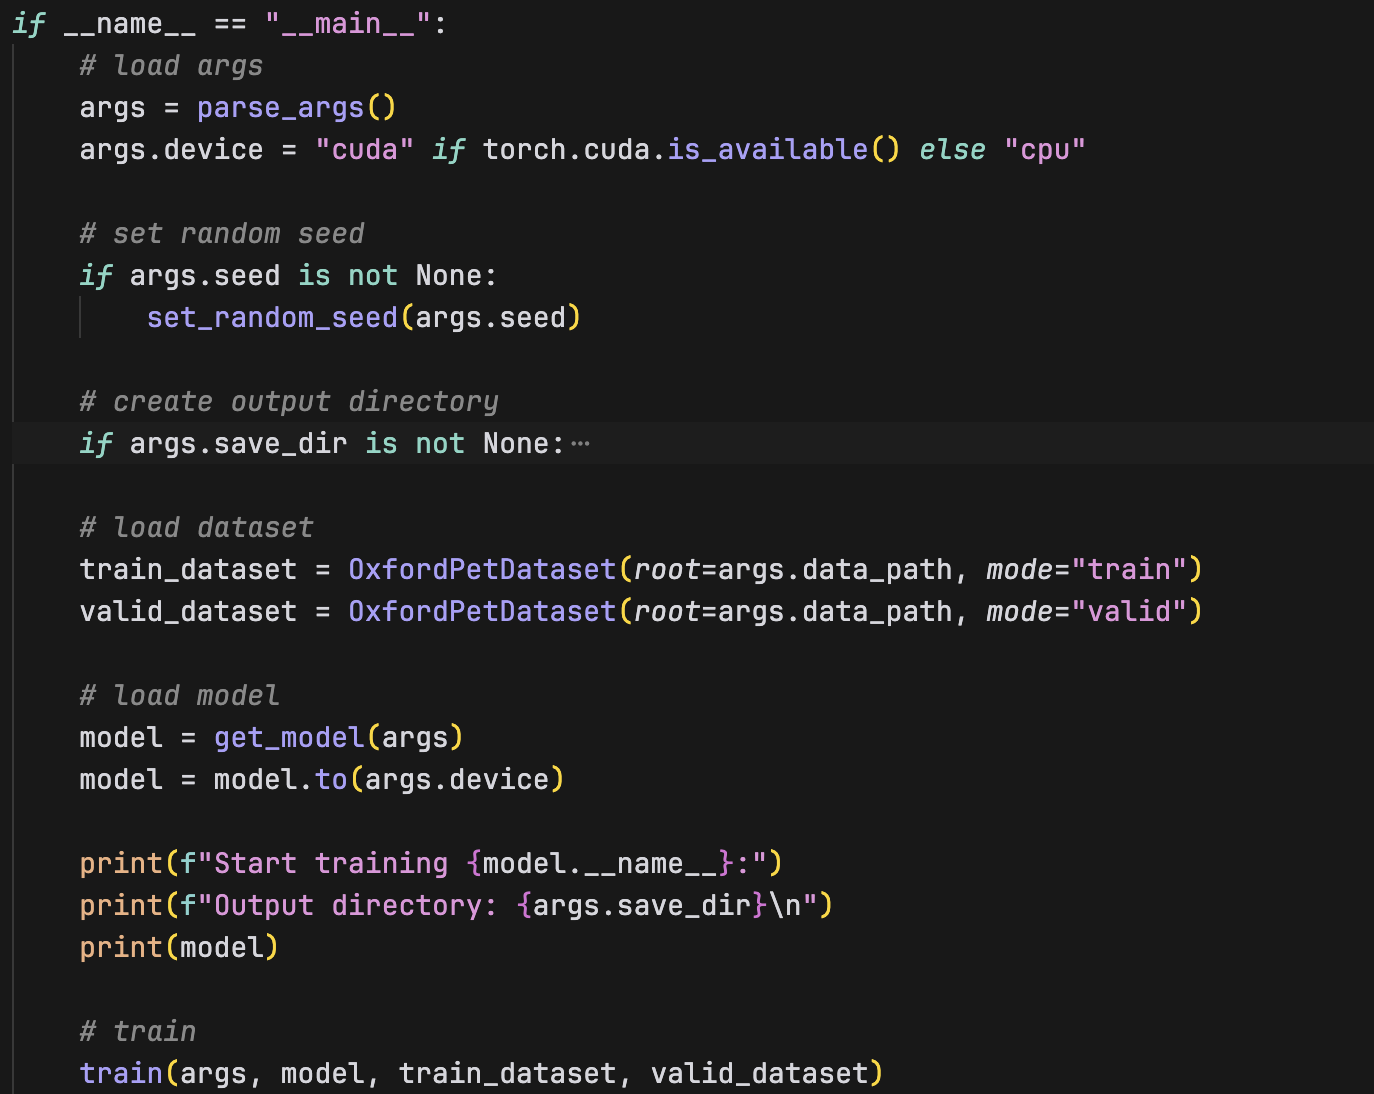 if __name__ == "__main__":
    # load args
    args = parse_args()
    args.device = "cuda" if torch.cuda.is_available() else "cpu"

    # set random seed
    if args.seed is not None:
        set_random_seed(args.seed)

    # create output directory
    if args.save_dir is not None:⋯

    # load dataset
    train_dataset = OxfordPetDataset(root=args.data_path, mode="train")
    valid_dataset = OxfordPetDataset(root=args.data_path, mode="valid")

    # load model
    model = get_model(args)
    model = model.to(args.device)

    print(f"Start training {model.__name__}:")
    print(f"Output directory: {args.save_dir}\n")
    print(model)

    # train
    train(args, model, train_dataset, valid_dataset)